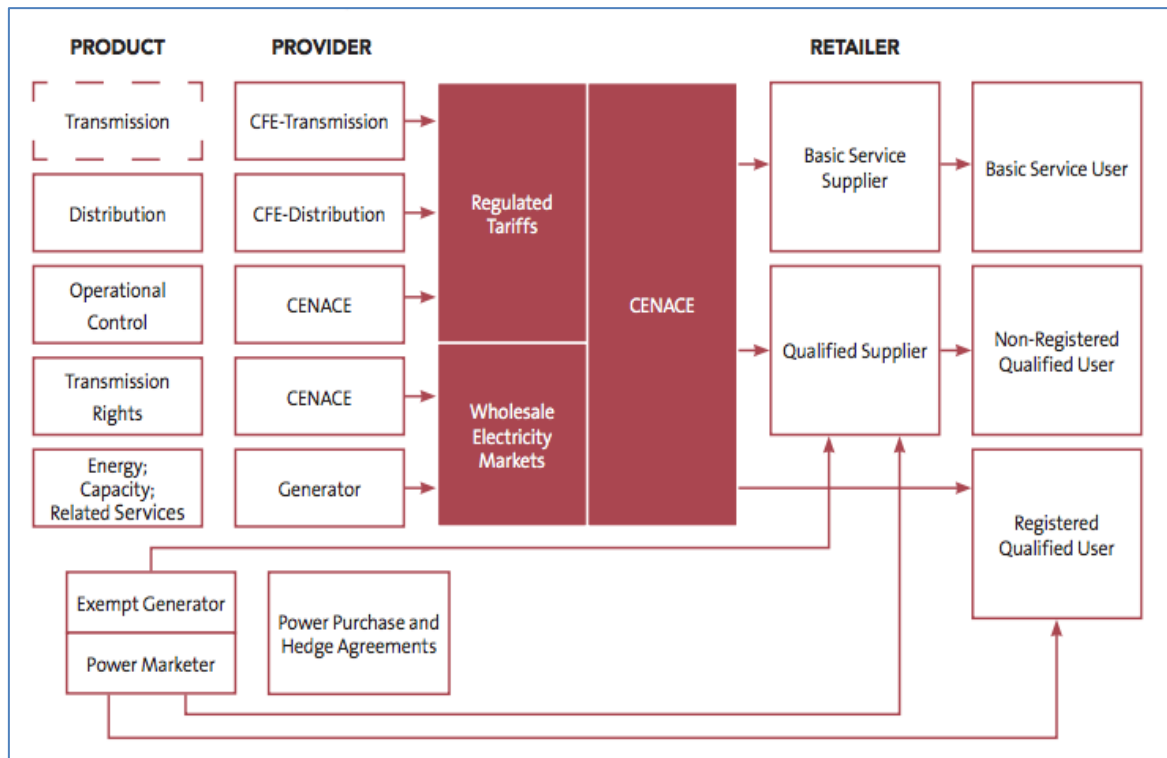 PRODUCT
PROVIDER
RETAILER
Transmission
CFE-Transmission
Distribution
CFE-Distribution
Operational
Control
CENACE
Transmission
Rights
CENACE
Energy;
Capacity;
Related Services
Generator
Regulated
Tariffs
Wholesale
Electricity
Markets
CENACE
Basic Service
Supplier
Basic Service User
Qualified Supplier
Non-Registered
Qualified User
Registered
Qualified User
Exempt Generator
Power Marketer
Power Purchase and
Hedge Agreements